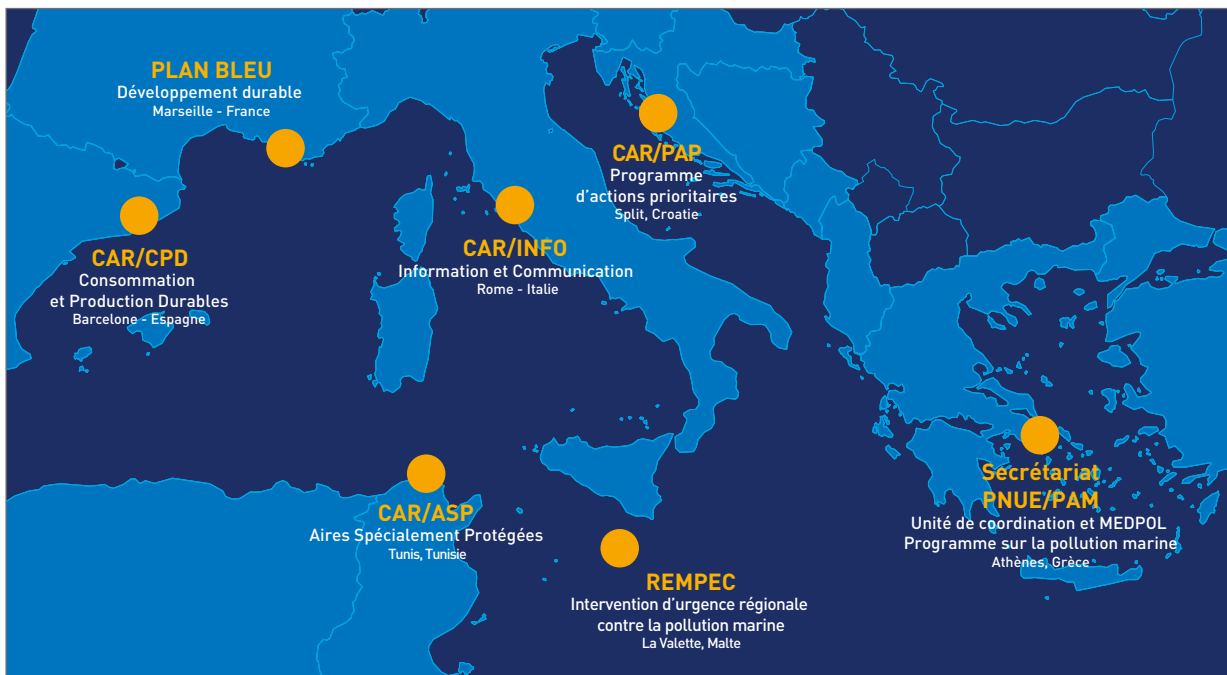 PLAN BLEU
Développement durable
Marseille - France
CAR/PAP
Programme
d'actions prioritaires
Split, Croatie
CAR/CPD
Consommation
et Production Durables
Barcelone - Espagne
CAR/INFO
Information et Communication
Rome - Italie
CAR/ASP
Aires Spécialement Protégées
Tunis, Tunisie
REMPEC
Intervention d'urgence régionale
contre la pollution marine
La Valette, Malte
Secrétariat
PNUE/PAM
Unité de coordination et MEDPOL
Programme sur la pollution marine
Athènes, Grèce